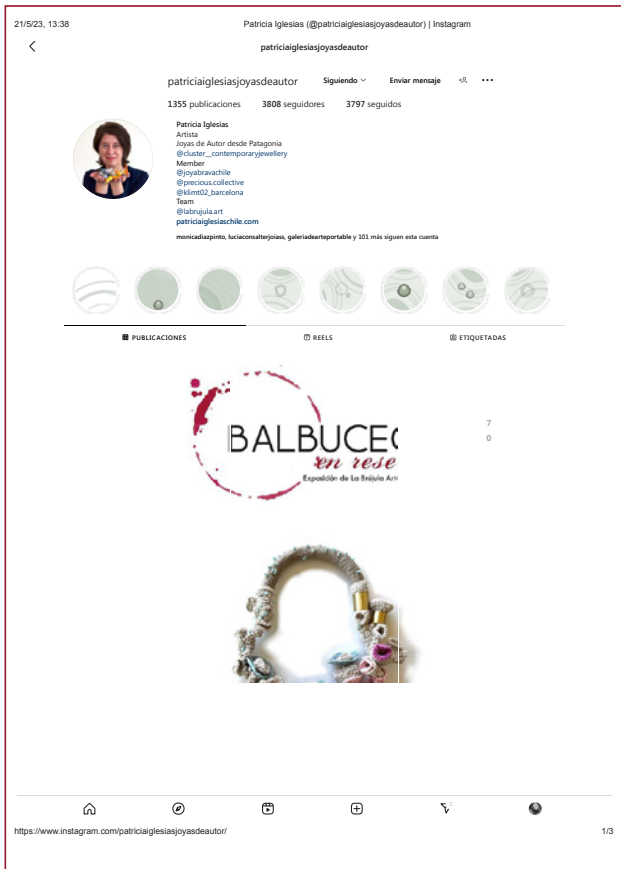 21/5/23, 13:38
Patricia Iglesias (@patriciaiglesiasjoyasdeautor) | Instagram
patriciaiglesiasjoyasdeautor
patriciaiglesiasjoyasdeautor Siguiendo Enviar mensaje
1355 publicaciones 3808 seguidores 3797 seguidos
Patricia Iglesias
Artista
Joyas de Autor desde Patagonia
@cluster__contemporaryjewellery
Member
@joyabravachile
@precious.collective
@klimt02_barcelona
Team
@labrujula.art
patriciaiglesiaschile.com
monicadiazpinto, luciaconsalterjoiass, galeriadearteportable y 101 más siguen esta cuenta
PUBLICACIONES REELS ETIQUETADAS
7
0
BALBUCEO
en rese
Exposición de La Brújula Art
1
https://www.instagram.com/patriciaiglesiasjoyasdeautor/
1/3